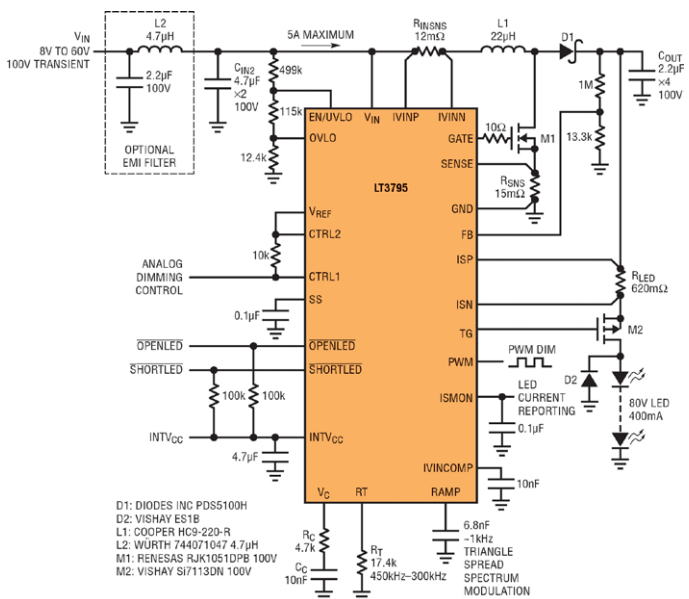 L2
4.7µH
VIN
8V TO 60V
100V TRANSIENT
2.2µF
100V
OPTIONAL
EMI FILTER
CIN2
4.7µF
×2
100V
499k
115k
12.4k
5A MAXIMUM
RINSNS
12mΩ
L1
22µH
D1
COUT
2.2µF
×4
100V
1M
13.3k
EN/UVLO
VIN
IVINP
IVINN
OVLO
GATE
10Ω
M1
SENSE
RSNS
15mΩ
LT3795
GND
VREF
FB
CTRL2
10k
ISP
ANALOG
DIMMING
CONTROL
CTRL1
RLED
620mΩ
SS
ISN
0.1µF
TG
M2
OPENLED
OPENLED
PWM
PWM DIM
SHORTLED
SHORTLED
D2
100k
100k
ISMON
LED
CURRENT
REPORTING
80V LED
400mA
0.1µF
INTVCC
INTVCC
4.7µF
IVINCOMP
10nF
VC
RT
RAMP
RC
4.7k
CC
10nF
RT
17.4k
450kHz–300kHz
6.8nF
~1kHz
TRIANGLE
SPREAD
SPECTRUM
MODULATION
D1: DIODES INC PDS5100H
D2: VISHAY ES1B
L1: COOPER HC9-220-R
L2: WÜRTH 744071047 4.7µH
M1: RENESAS RJK1051DPB 100V
M2: VISHAY Si7113DN 100V